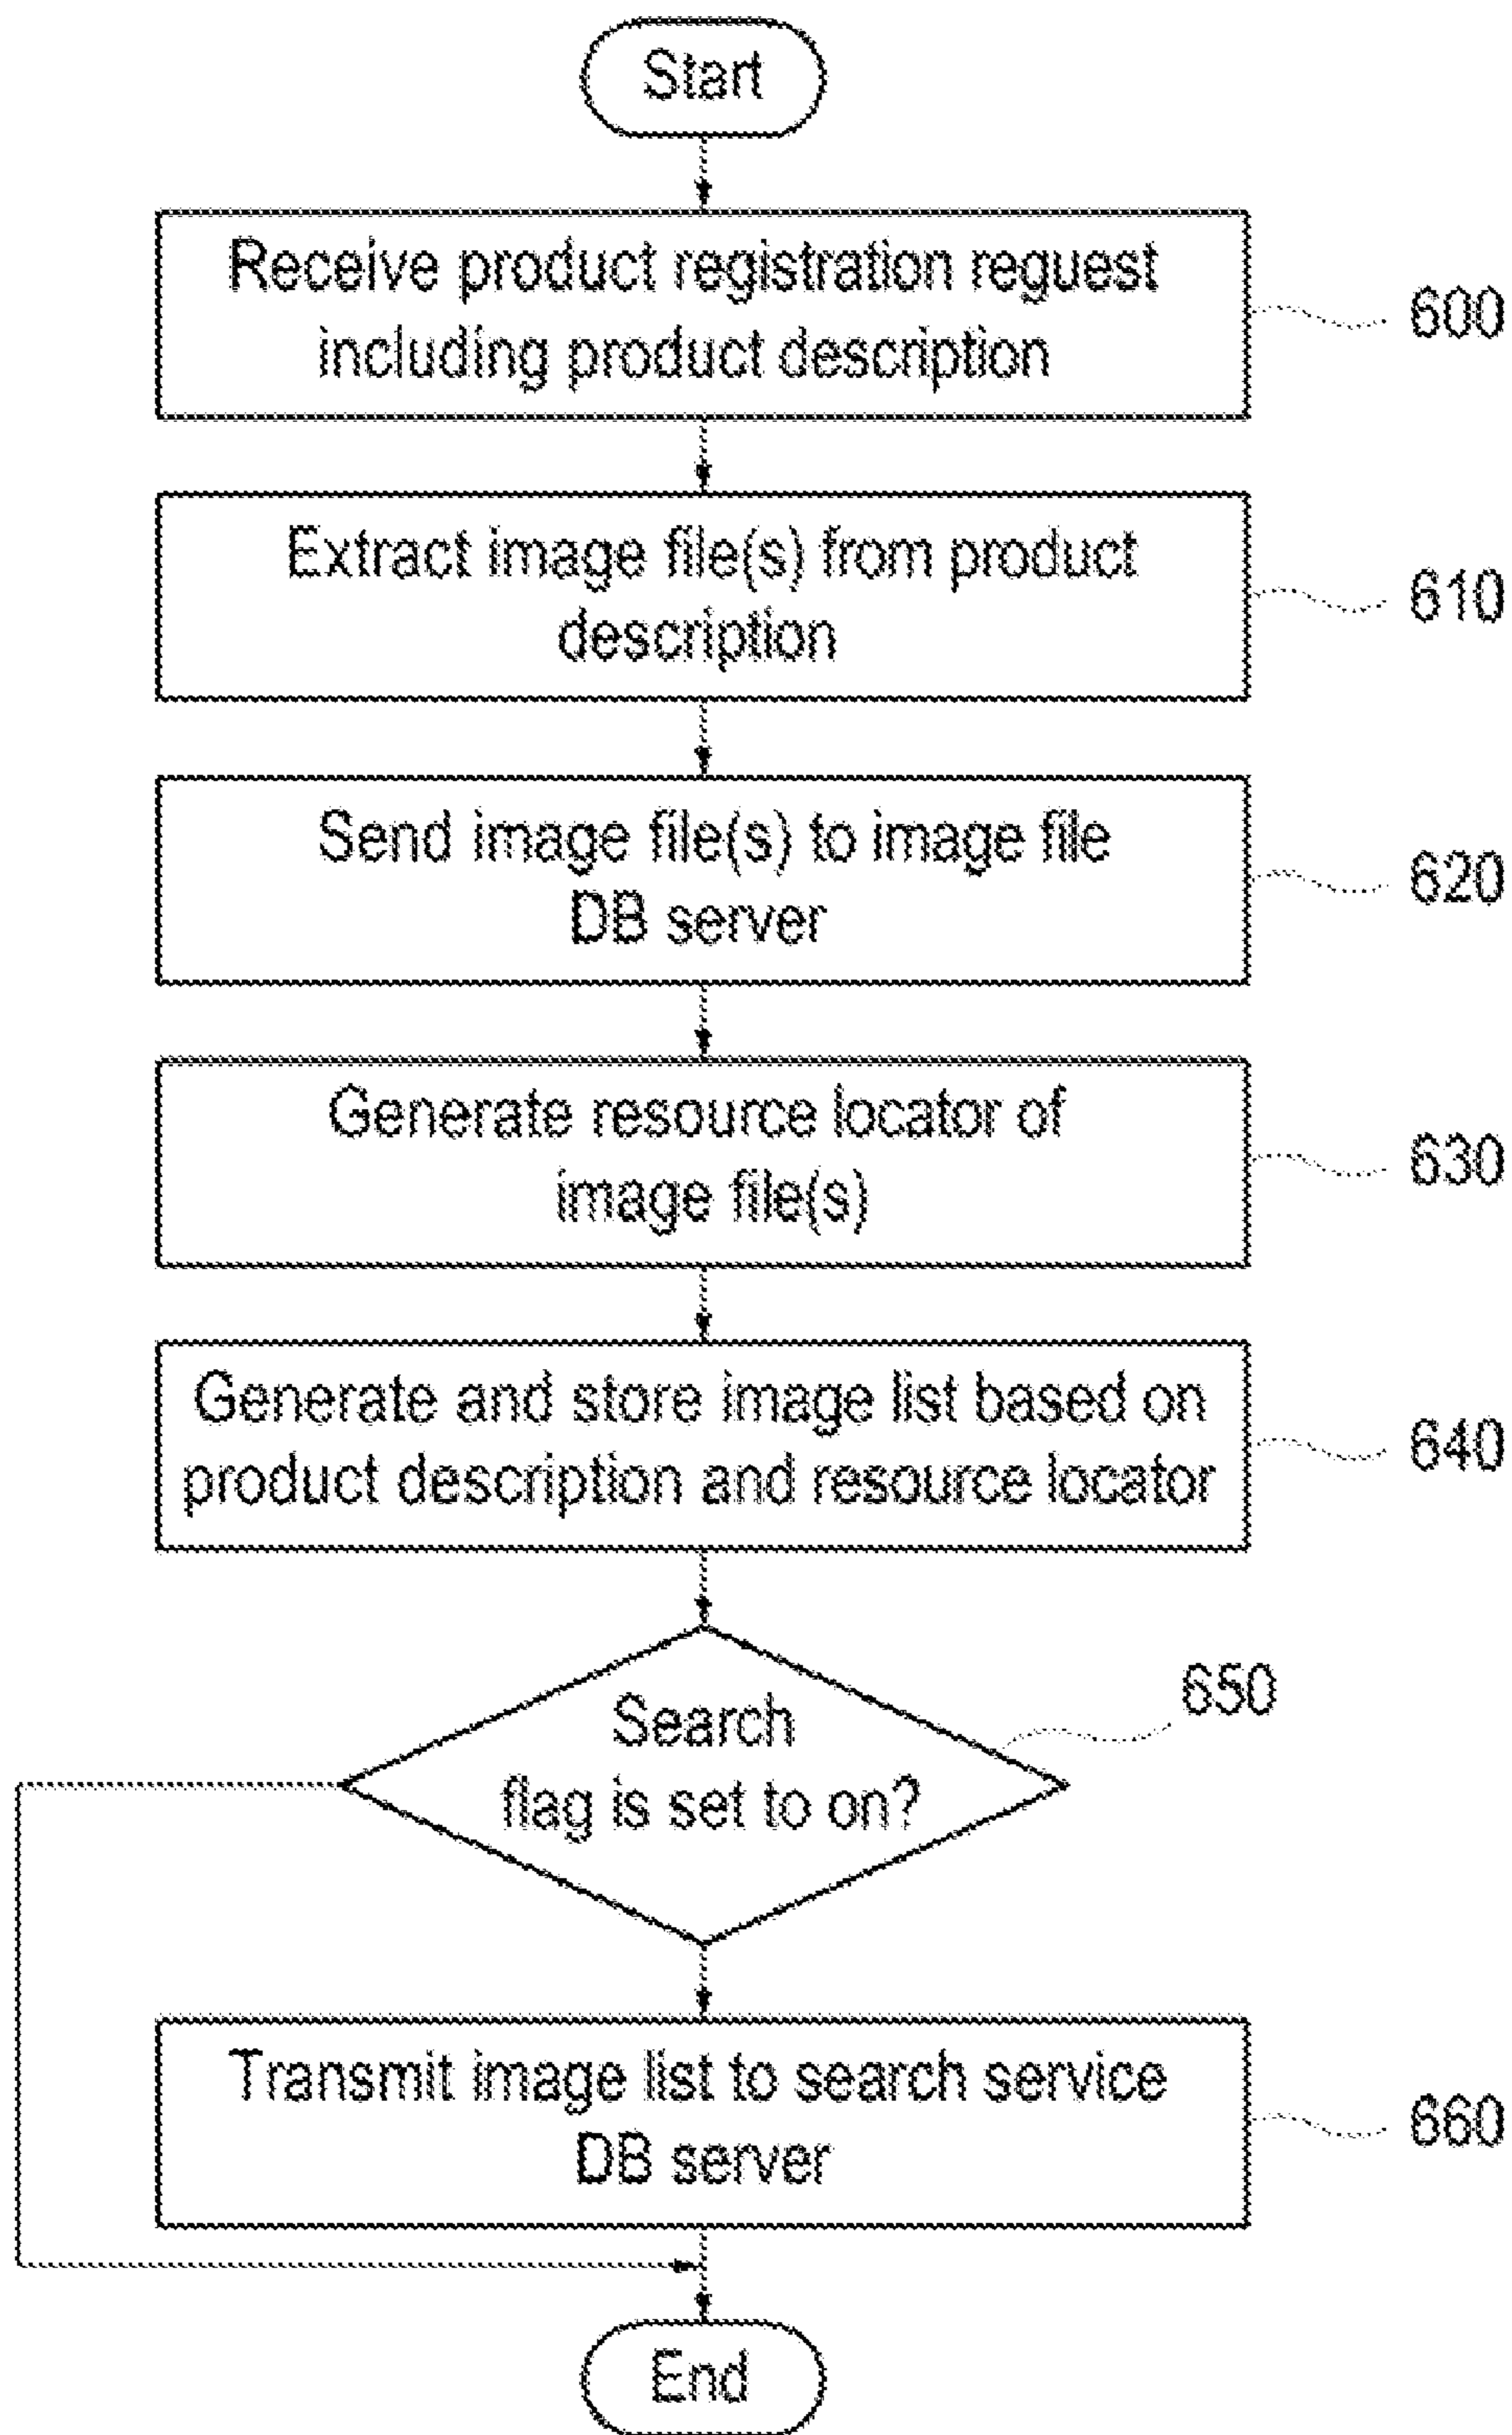 Start
Receive product registration reguest
including product description
600
Extract image file(s) from product
description
610
Send image file(s) to image file
DB server
620
Generate resource locator of
image file(s)
630
Generate and store image list based on
product description and resource locator
640
Search
flag is set to on?
650
Transmit image list to search service
DB server
660
End